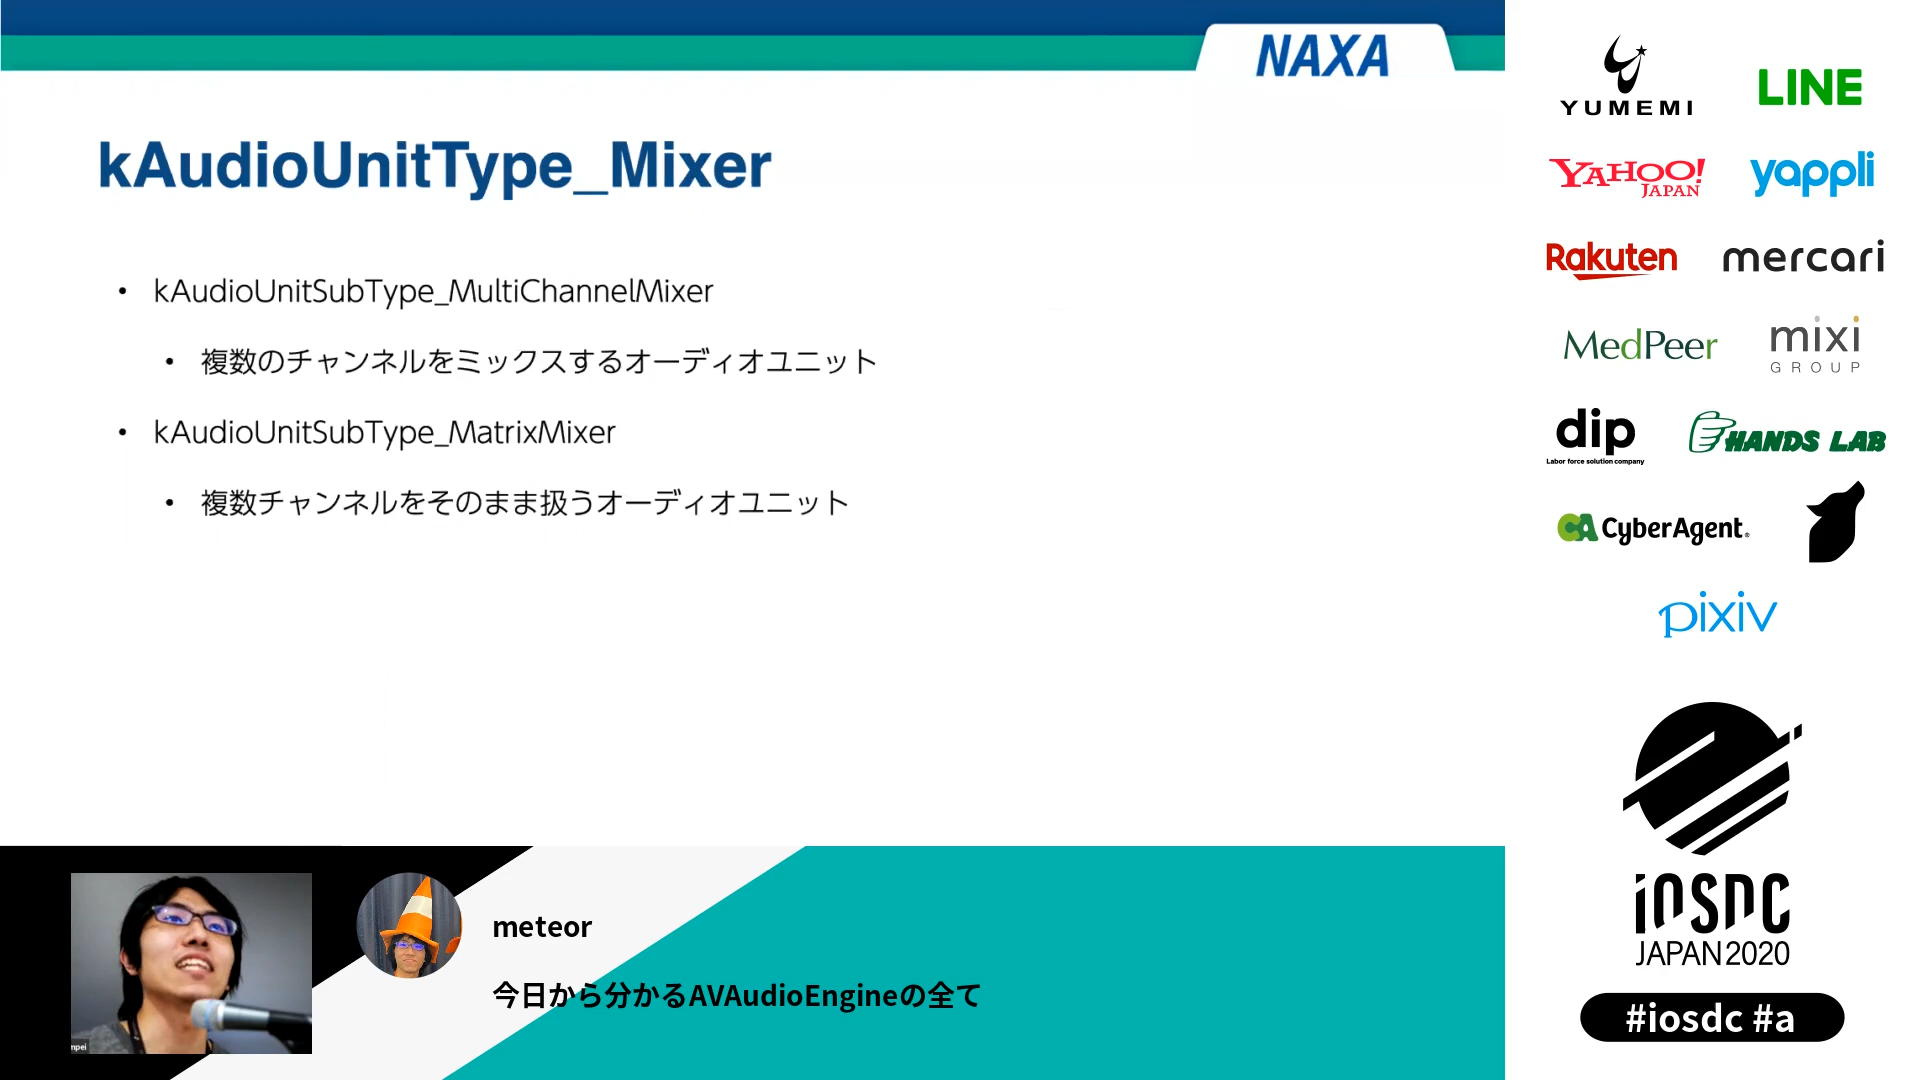 NAXA
kAudioUnitType_Mixer
• kAudioUnitSubType_MultiChannelMixer
• 複数のチャンネルをミックスするオーディオユニット
• kAudioUnitSubType_MatrixMixer
• 複数チャンネルをそのまま扱うオーディオユニット
meteor
今日から分かるAVAudioEngineの全て
mpei
YUMEMI
LINE
YAHOO!
JAPAN
yappli
Rakuten
mercari
MedPeer
mixi
GROUP
dip
Labor force solution company
HANDS LAB
CA CyberAgent®
pixiv
iOSDC
JAPAN 2020
#iosdc #a